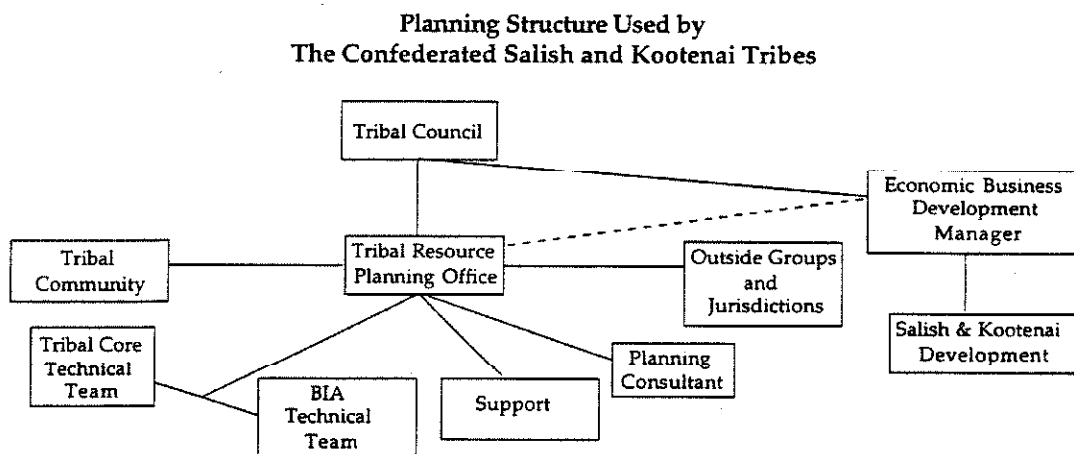 Planning Structure Used by
The Confederated Salish and Kootenai Tribes
Tribal Council
Economic Business
Development
Manager
Tribal Resource
Planning Office
Tribal
Community
Outside Groups
and
Jurisdictions
Salish & Kootenai
Development
Tribal Core
Technical
Team
BIA
Technical
Team
Support
Planning
Consultant